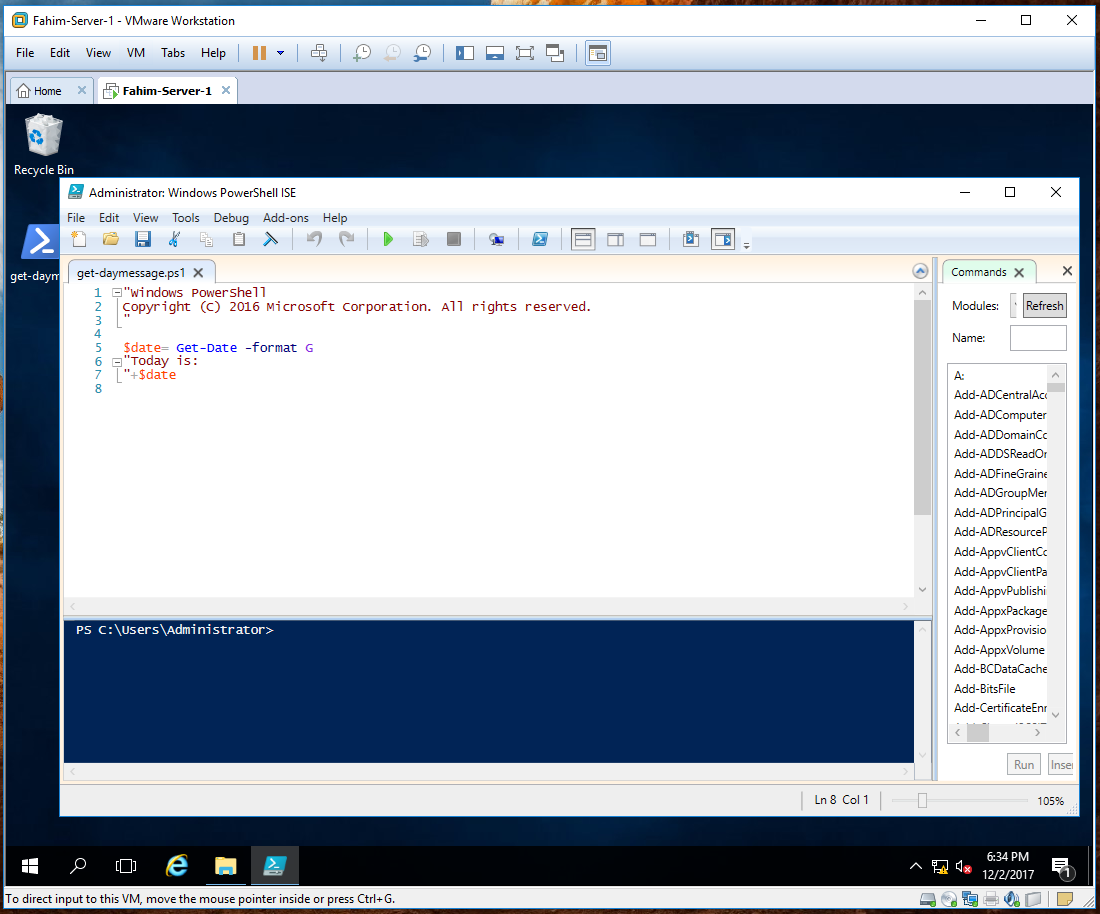 Fahim-Server-1 - VMware Workstation
File Edit View VM Tabs Help
Home Fahim-Server-1
Recycle Bin
Administrator: Windows PowerShell ISE
File Edit View Tools Debug Add-ons Help
get-daym
get-daymessage.ps1
Commands
1 "Windows PowerShell
2 Copyright (C) 2016 Microsoft Corporation. All rights reserved.
3 "
4
5 $date= Get-Date -format G
6 "Today is:
7 "+$date
8
Modules: Refresh
Name:
A:
Add-ADCentralAcc
Add-ADComputer
Add-ADDomainCo
Add-ADDSReadOn
Add-ADFineGraine
Add-ADGroupMer
Add-ADPrincipalG
Add-ADResourceP
Add-AppvClientCo
Add-AppvClientPa
Add-AppvPublishi
Add-AppxPackage
Add-AppxProvisio
Add-AppxVolume
Add-BCDataCache
Add-BitsFile
Add-CertificateEnr
Run Inser
PS C:\Users\Administrator>
Ln 8 Col 1 105%
6:34 PM
12/2/2017
1
To direct input to this VM, move the mouse pointer inside or press Ctrl+G.